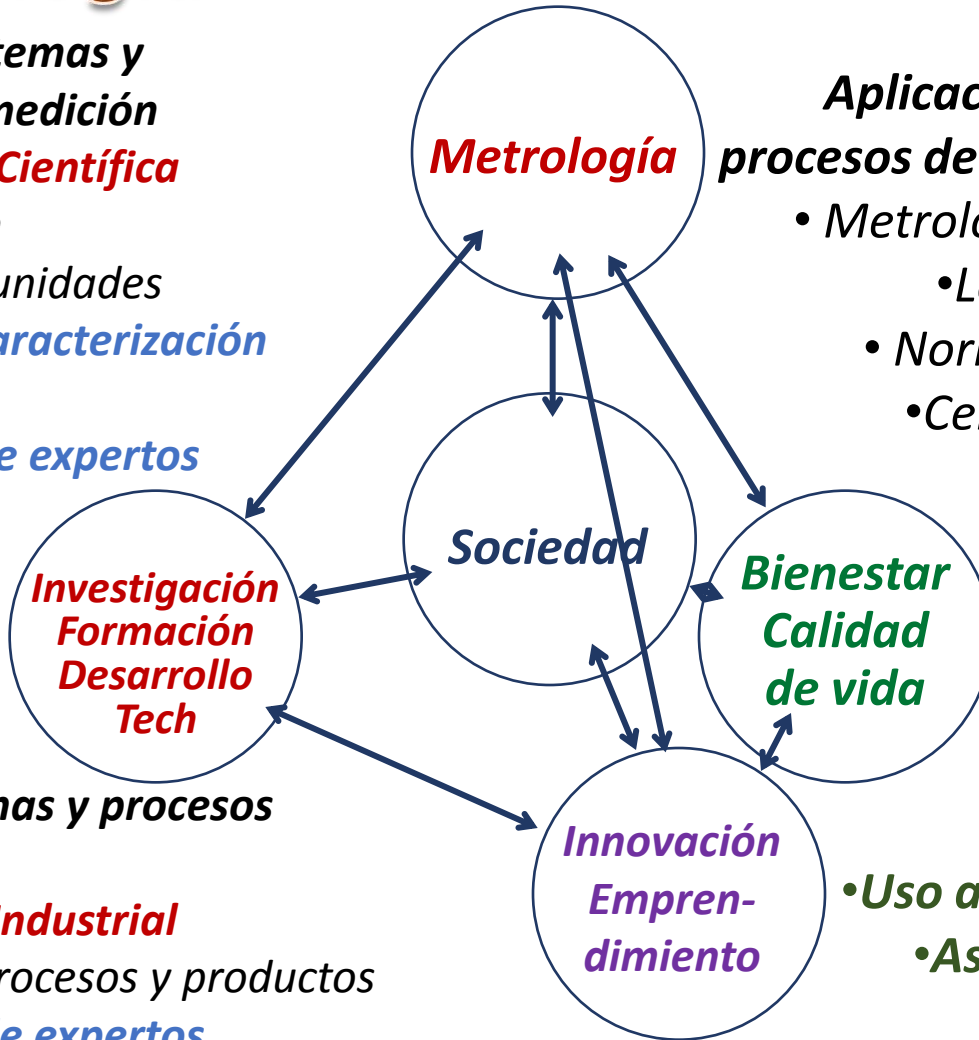 temas y
medición
Científica
unidades
aracterización
e expertos
Metrología
Aplicac
procesos de
• Metrolo
•L
• Nor
•Ce
Sociedad
Investigación
Formación
Desarrollo
Tech
Bienestar
Calidad
de vida
mas y procesos
Industrial
rocesos y productos
e expertos
Innovación
Empren-
dimiento
•Uso a
•As